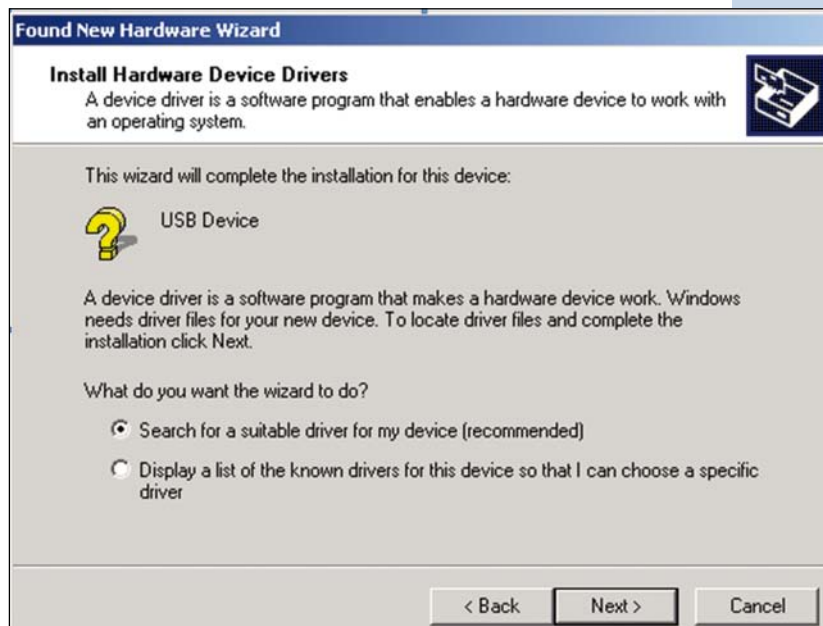 Found New Hardware Wizard
Install Hardware Device Drivers
A device driver is a software program that enables a hardware device to work with
an operating system.
This wizard will complete the installation for this device:
USB Device
A device driver is a software program that makes a hardware device work. Windows
needs driver files for your new device. To locate driver files and complete the
installation click Next.
What do you want the wizard to do?
Search for a suitable driver for my device (recommended)
Display a list of the known drivers for this device so that I can choose a specific
driver
< Back Next > Cancel